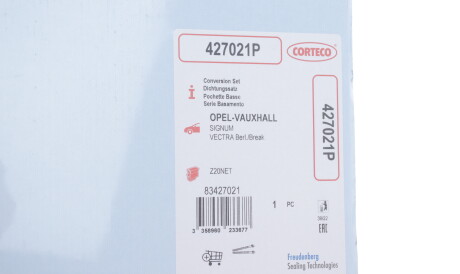 427021P
CORTECO
Conversion Set
Dichtungssatz
Pochette Basse
Serie Basamento
OPEL-VAUXHALL
SIGNUM
VECTRA Berl./Break
427021P
Z20NET
83427021
1 PC
3 358960 233677
EAC
Freudenberg
Sealing Technologies